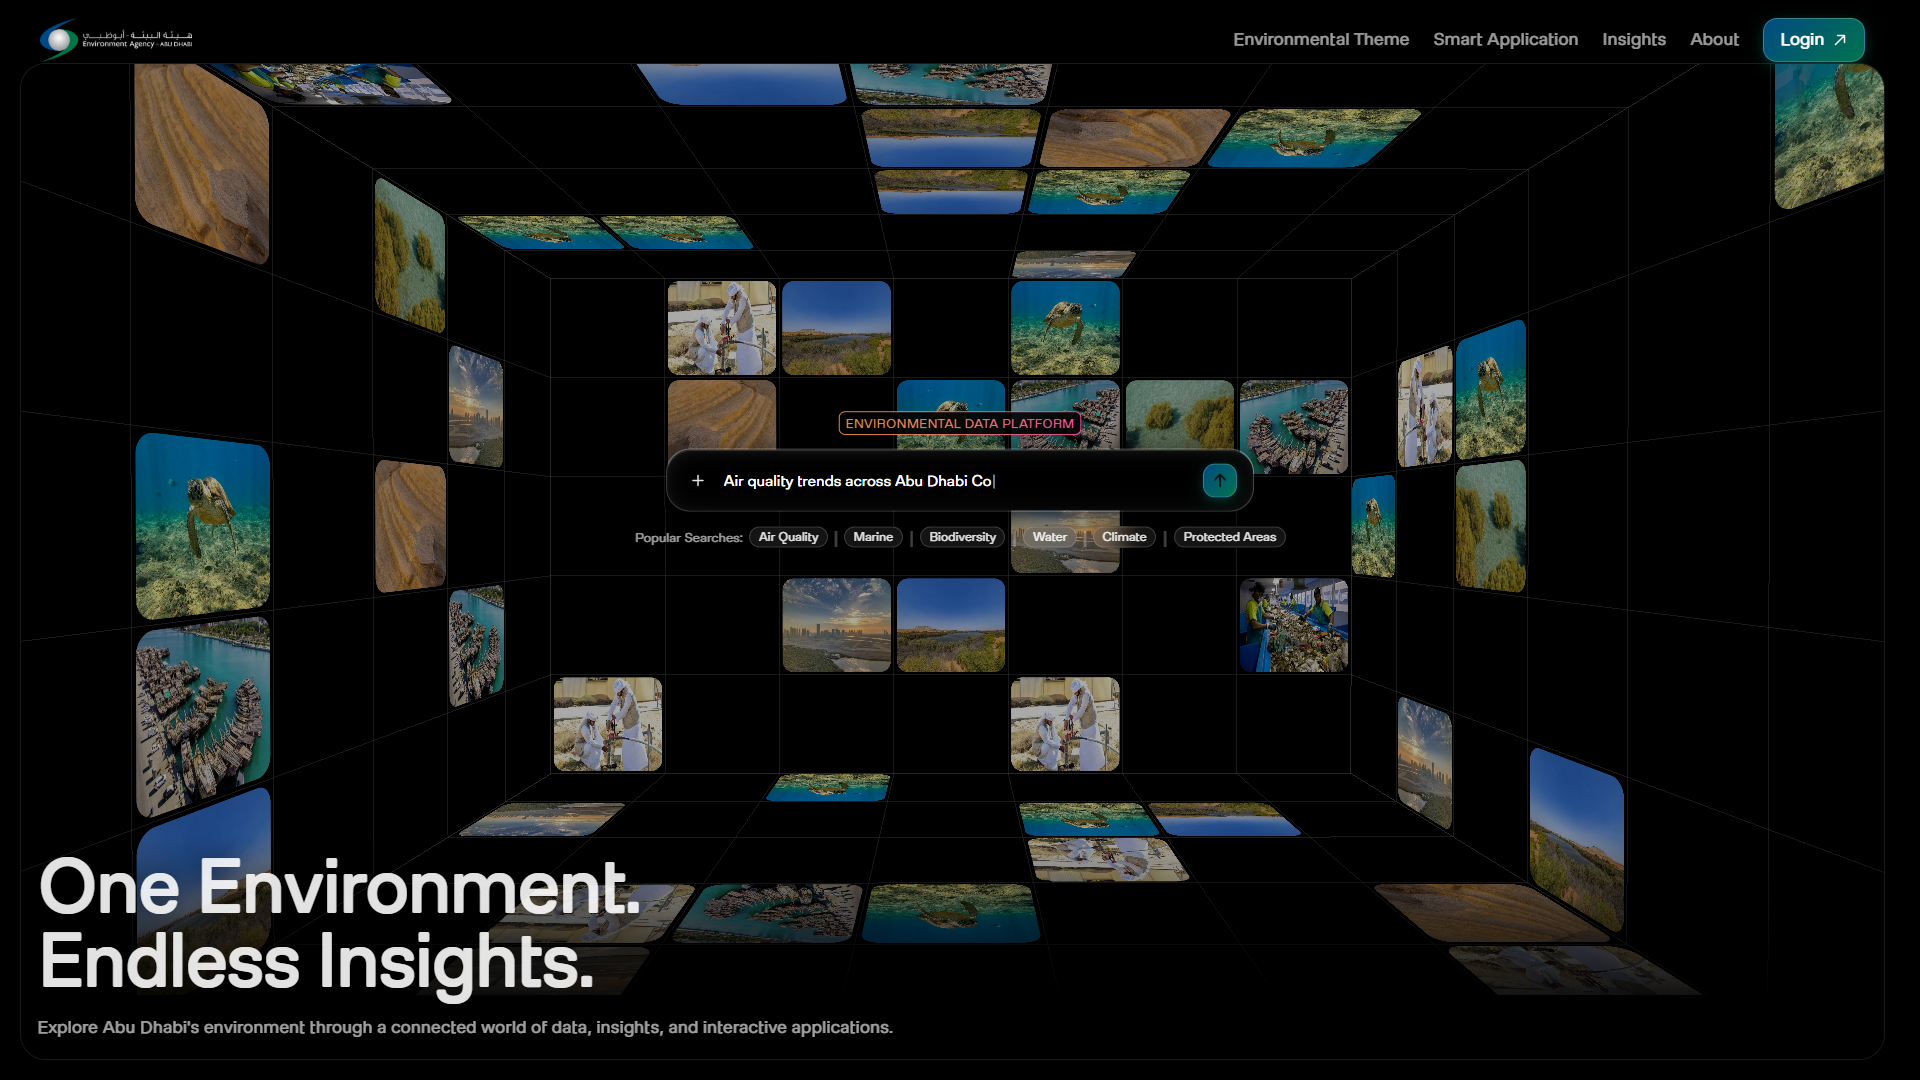 هيئة البيئة - أبوظبي
Environment Agency - ABU DHABI
Environmental Theme
Smart Application
Insights
About
Login
ENVIRONMENTAL DATA PLATFORM
Air quality trends across Abu Dhabi Co
Popular Searches: Air Quality | Marine | Biodiversity | Water | Climate | Protected Areas
One Environment.
Endless Insights.
Explore Abu Dhabi's environment through a connected world of data, insights, and interactive applications.